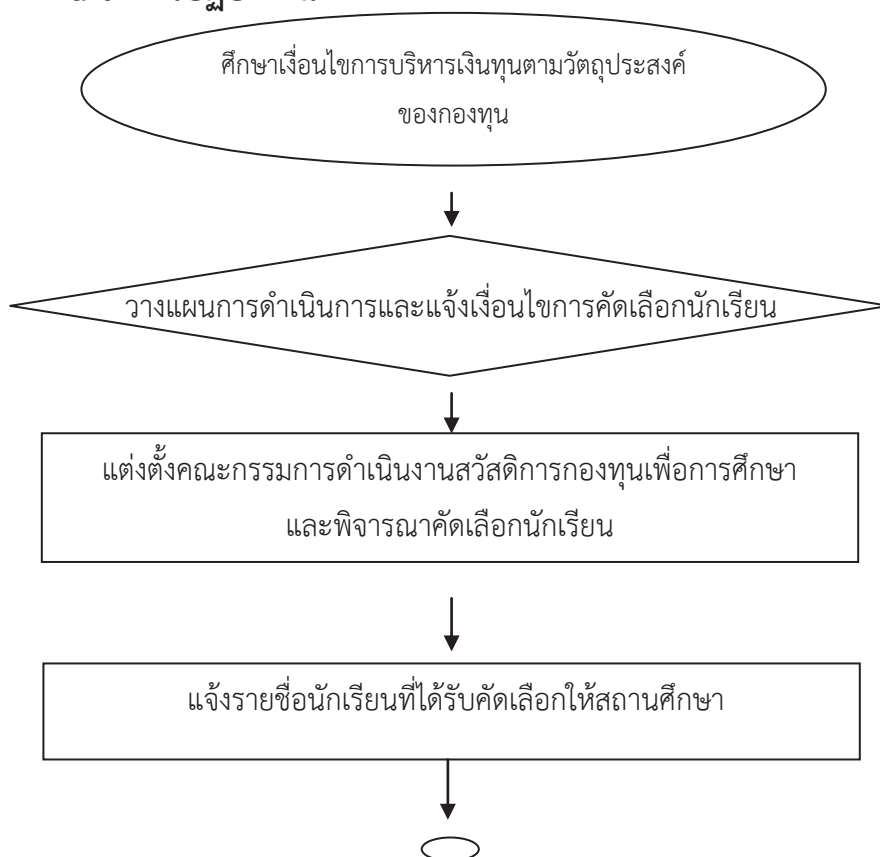 ศึกษาเงื่อนไขการบริหารเงินทุนตามวัตถุประสงค์
ของกองทุน
วางแผนการดำเนินการและแจ้งเงื่อนไขการคัดเลือกนักเรียน
แต่งตั้งคณะกรรมการดำเนินงานสวัสดิการกองทุนเพื่อการศึกษา
และพิจารณาคัดเลือกนักเรียน
แจ้งรายชื่อนักเรียนที่ได้รับคัดเลือกให้สถานศึกษา